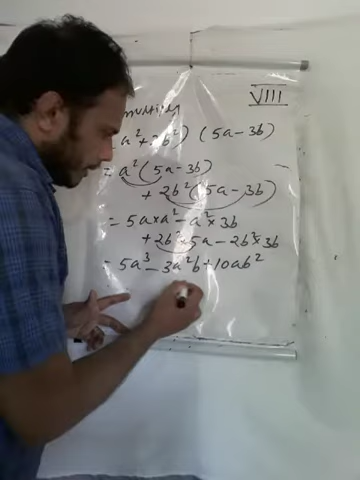 VIII
multiply
a²+2b²) (5a-3b)
= a²(5a-3b)
+ 2b²(5a-3b)
= 5a×a²-a²×3b
+2b²×5a-2b²×3b
= 5a³-3a²b+10ab²